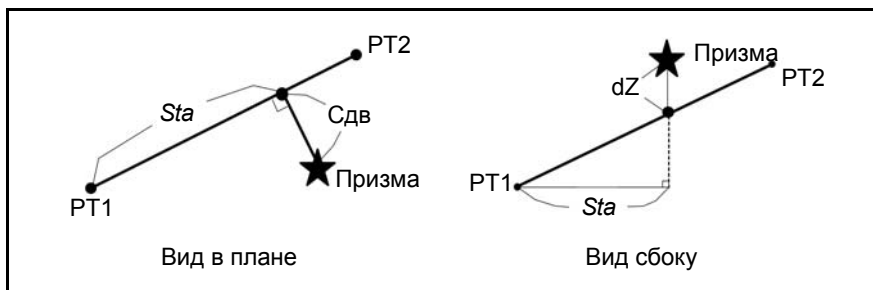 PT2
Sta
Сдв
Призма
PT1
Вид в плане
Призма
dZ
PT2
PT1
Sta
Вид сбоку